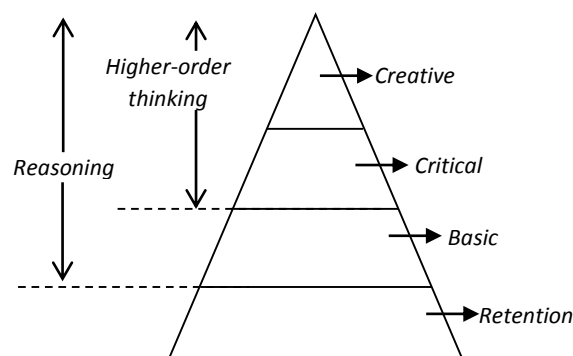 Higher-order
thinking
Creative
Reasoning
Critical
Basic
Retention